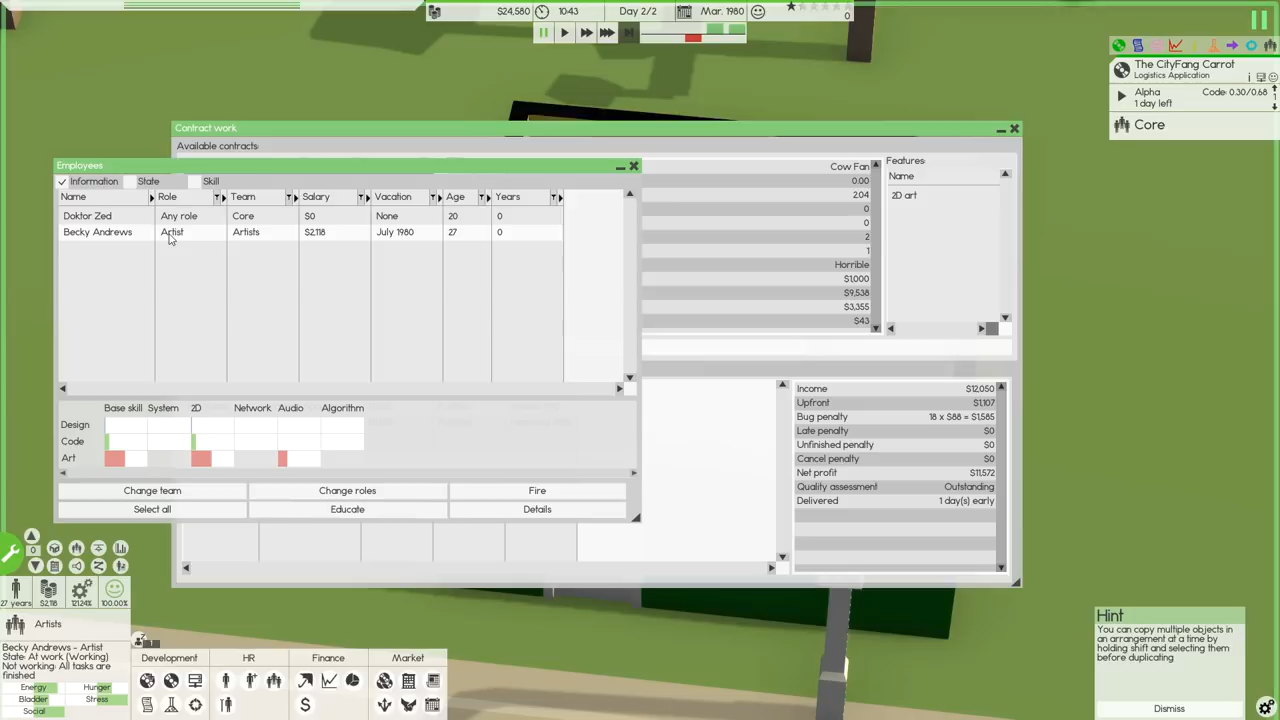 $24,580 10:43 Day 2/2 Mar. 1980 0
The CityFang Carrot
Logistics Application
Alpha Code: 0.30/0.68
1 day left 1
Core
Contract work
Available contracts:
Employees
Information State Skill
Name Role Team Salary Vacation Age Years
Doktor Zed Any role Core $0 None 20 0
Becky Andrews Artist Artists $2,118 July 1980 27 0
Cow Fan
0.00
2.04
0
0
2
1
Horrible
$1,000
$9,538
$3,355
$43
Features:
Name
2D art
Base skill System 2D Network Audio Algorithm
Design
Code
Art
Change team Change roles Fire
Select all Educate Details
Income $12,050
Upfront $1,107
Bug penalty 18 x $88 = $1,585
Late penalty $0
Unfinished penalty $0
Cancel penalty $0
Net profit $11,572
Quality assessment Outstanding
Delivered 1 day(s) early
0
27 years $2,118 121.24% 100.00%
Artists
Becky Andrews - Artist
State: At work (Working)
Not working: All tasks are
finished
Energy Hunger
Bladder Stress
Social
Development HR Finance Market
Hint
You can copy multiple objects in
an arrangement at a time by
holding shift and selecting them
before duplicating
Dismiss